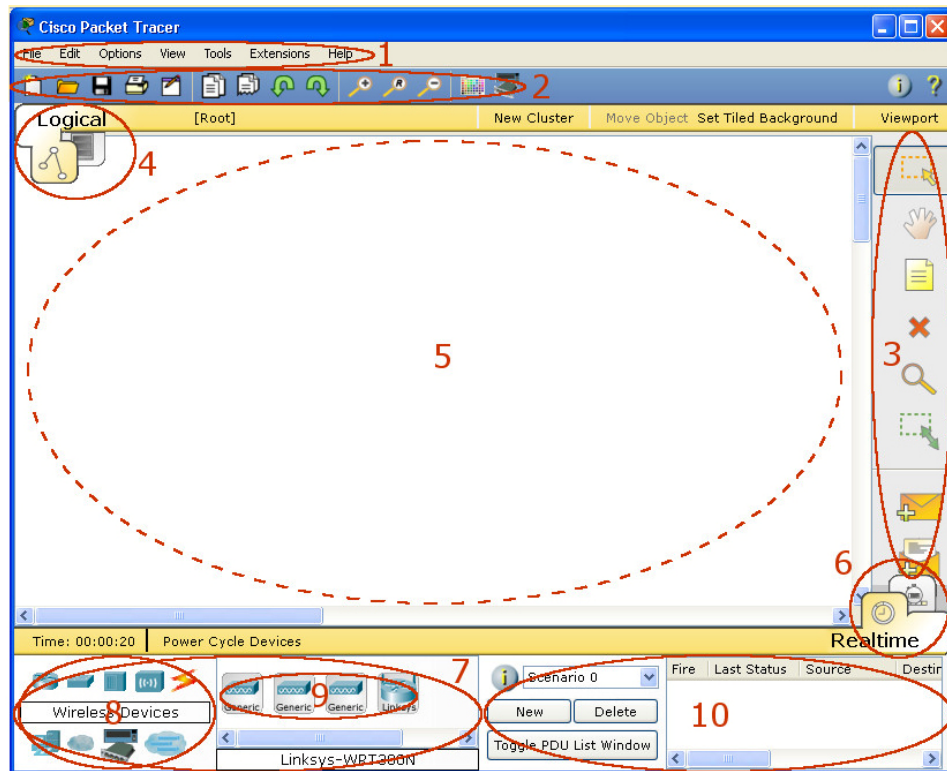 Cisco Packet Tracer
File Edit Options View Tools Extensions Help 1
2
Logical [Root] New Cluster Move Object Set Tiled Background Viewport
4
5
3
6
Time: 00:00:20 Power Cycle Devices Realtime
7
Scenario 0 Fire Last Status Source Destin
Generic Generic Generic Linksys
9
Wireless Devices
8
New Delete
10
Toggle PDU List Window
Linksys-WRT300N